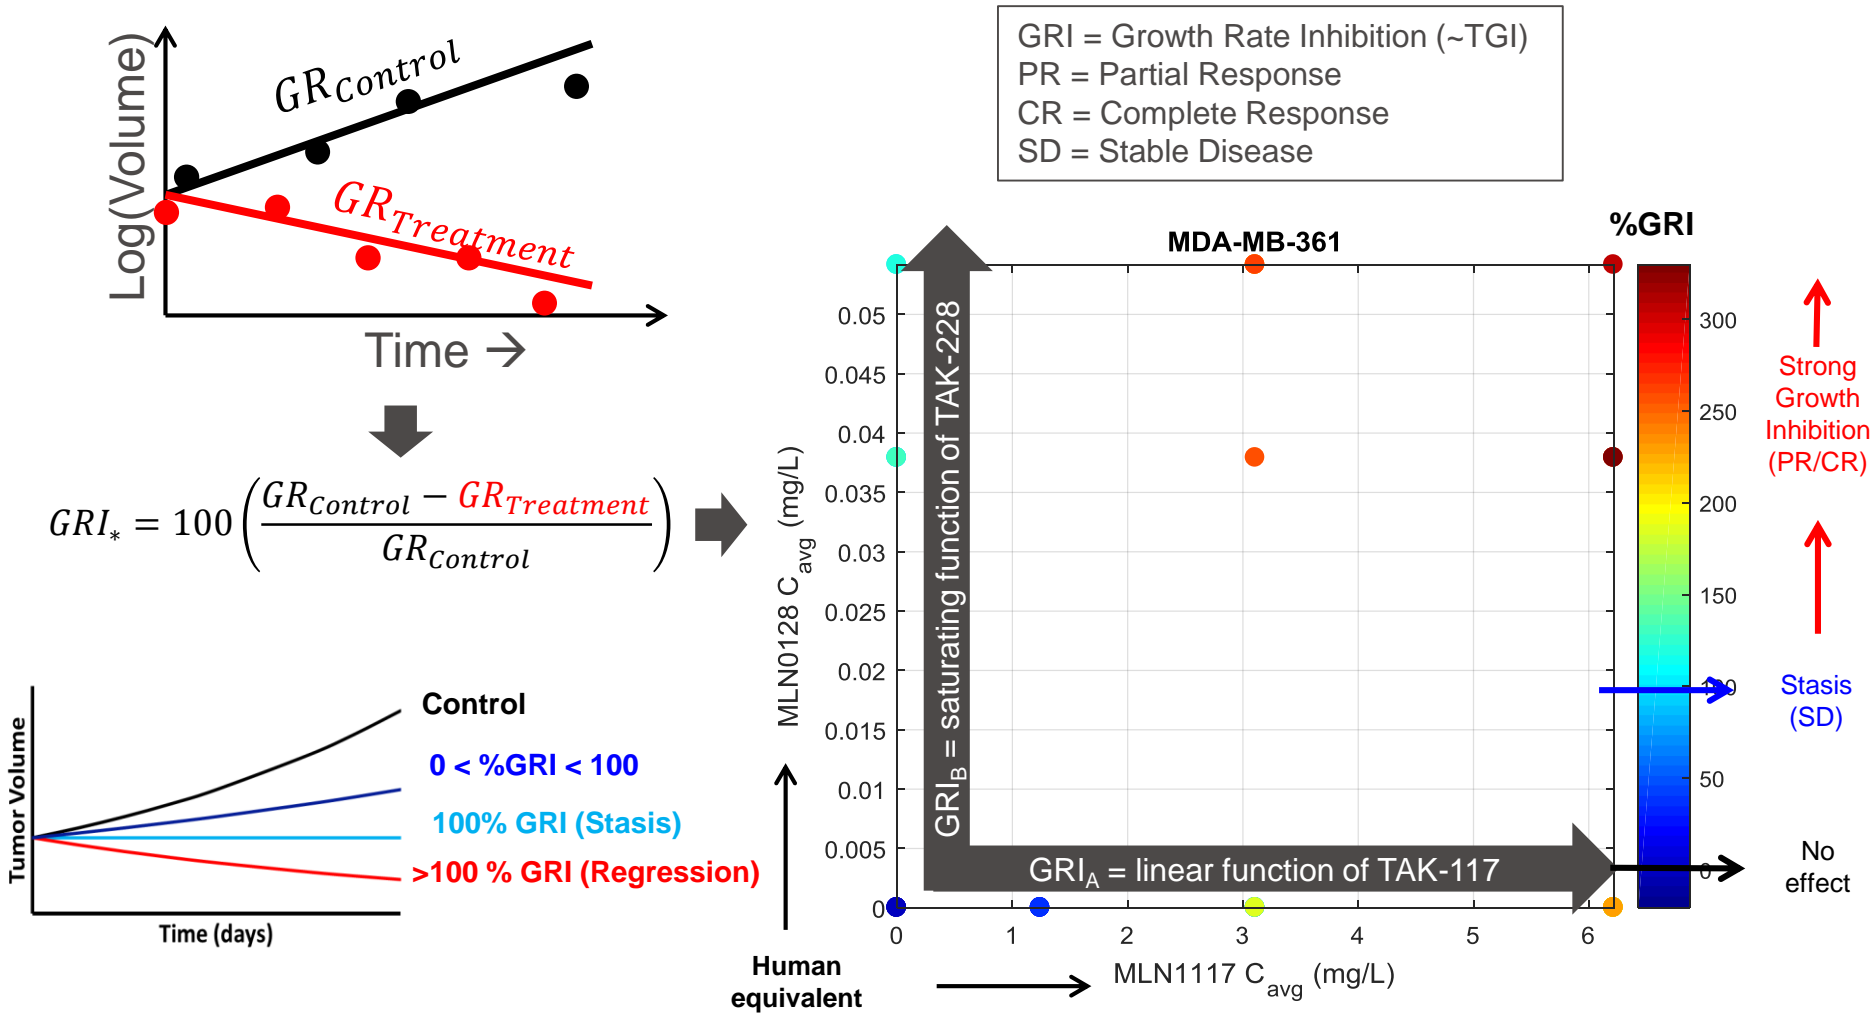 GRI = Growth Rate Inhibition (~TGI)
PR = Partial Response
CR = Complete Response
SD = Stable Disease
Log(Volume)
GR_Control
GR_Treatment
Time →
GRI_* = 100 ( (GR_Control − GR_Treatment) / GR_Control )
Tumor Volume
Control
0 < %GRI < 100
100% GRI (Stasis)
>100 % GRI (Regression)
Time (days)
MDA-MB-361
%GRI
MLN0128 C_avg (mg/L)
0.05
0.045
0.04
0.035
0.03
0.025
0.02
0.015
0.01
0.005
0
GRI_B = saturating function of TAK-228
GRI_A = linear function of TAK-117
0 1 2 3 4 5 6
MLN1117 C_avg (mg/L)
Human
equivalent
300
250
200
150
100
50
0
Strong
Growth
Inhibition
(PR/CR)
Stasis
(SD)
No
effect